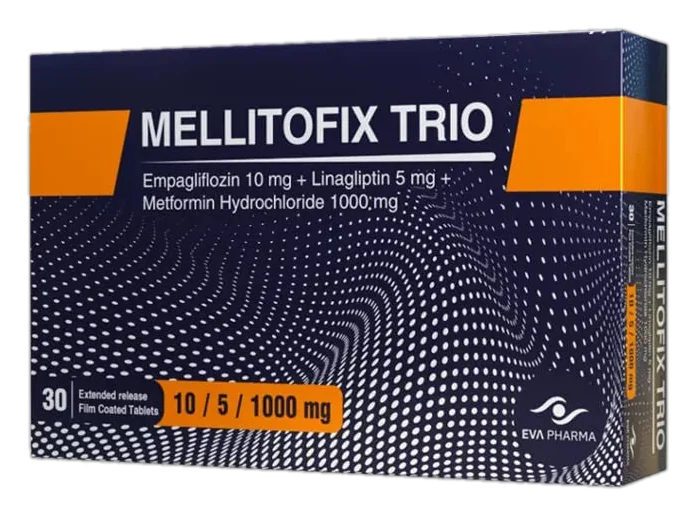 MELLITOFIX TRIO
Empagliflozin 10 mg + Linagliptin 5 mg +
Metformin Hydrochloride 1000 mg
30
Extended release
Film Coated Tablets
10 / 5 / 1000 mg
EVA PHARMA
MELLITOFIX TRIO
30
10 / 5 / 1000 mg